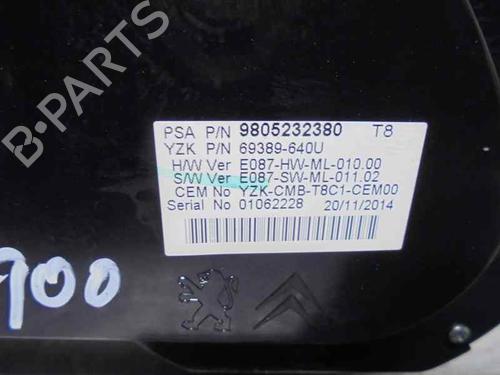 B-PARTS
PSA P/N 9805232380 T8
YZK P/N 69389-640U
H/W Ver E087-HW-ML-010.00
S/W Ver E087-SW-ML-011.02
CEM No YZK-CMB-T8C1-CEM00
Serial No 01062228 20/11/2014
900